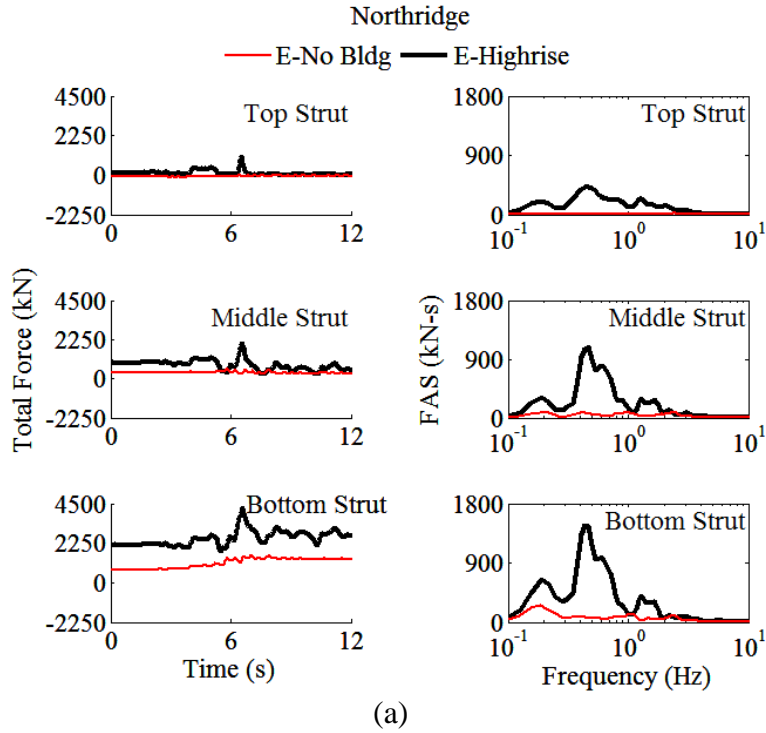 Northridge
E-No Bldg E-Highrise
Total Force (kN)
4500
2250
0
-2250
Top Strut
0 6 12
4500
2250
0
-2250
Middle Strut
0 6 12
4500
2250
0
-2250
Bottom Strut
0 6 12
Time (s)
FAS (kN-s)
1800
900
0
Top Strut
10^-1 10^0 10^1
1800
900
0
Middle Strut
10^-1 10^0 10^1
1800
900
0
Bottom Strut
10^-1 10^0 10^1
Frequency (Hz)
(a)